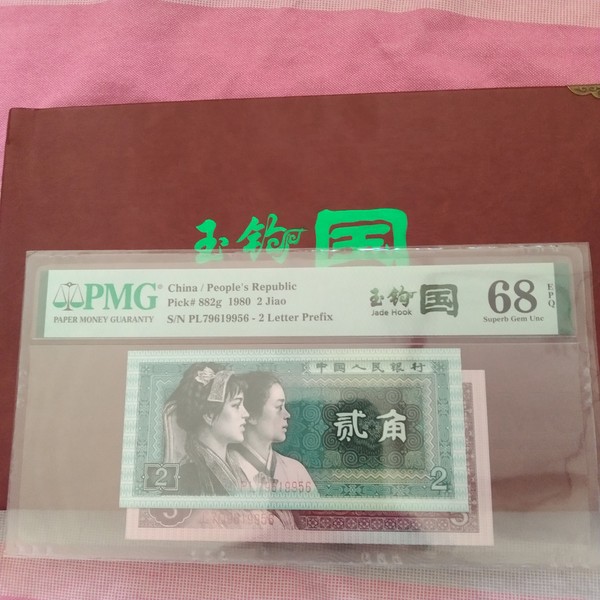 玉钩国
PMG®
PAPER MONEY GUARANTY
China / People's Republic
Pick# 882g 1980 2 Jiao
S/N PL79619956 - 2 Letter Prefix
玉钩国
Jade Hook
68
EPQ
Superb Gem Unc
中国人民银行
贰角
2
2
PL79619956